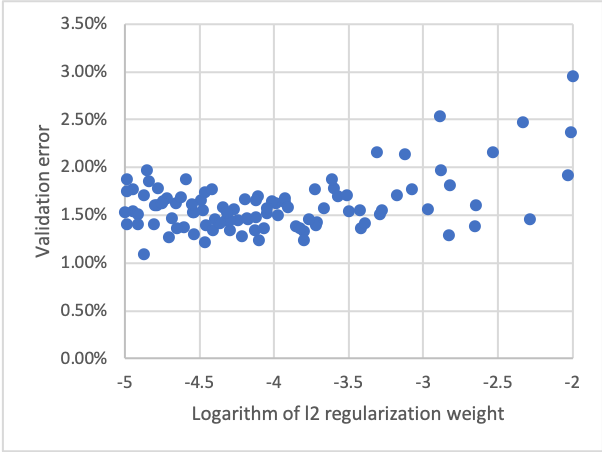 3.50%
3.00%
2.50%
2.00%
1.50%
1.00%
0.50%
0.00%
Validation error
-5 -4.5 -4 -3.5 -3 -2.5 -2
Logarithm of l2 regularization weight